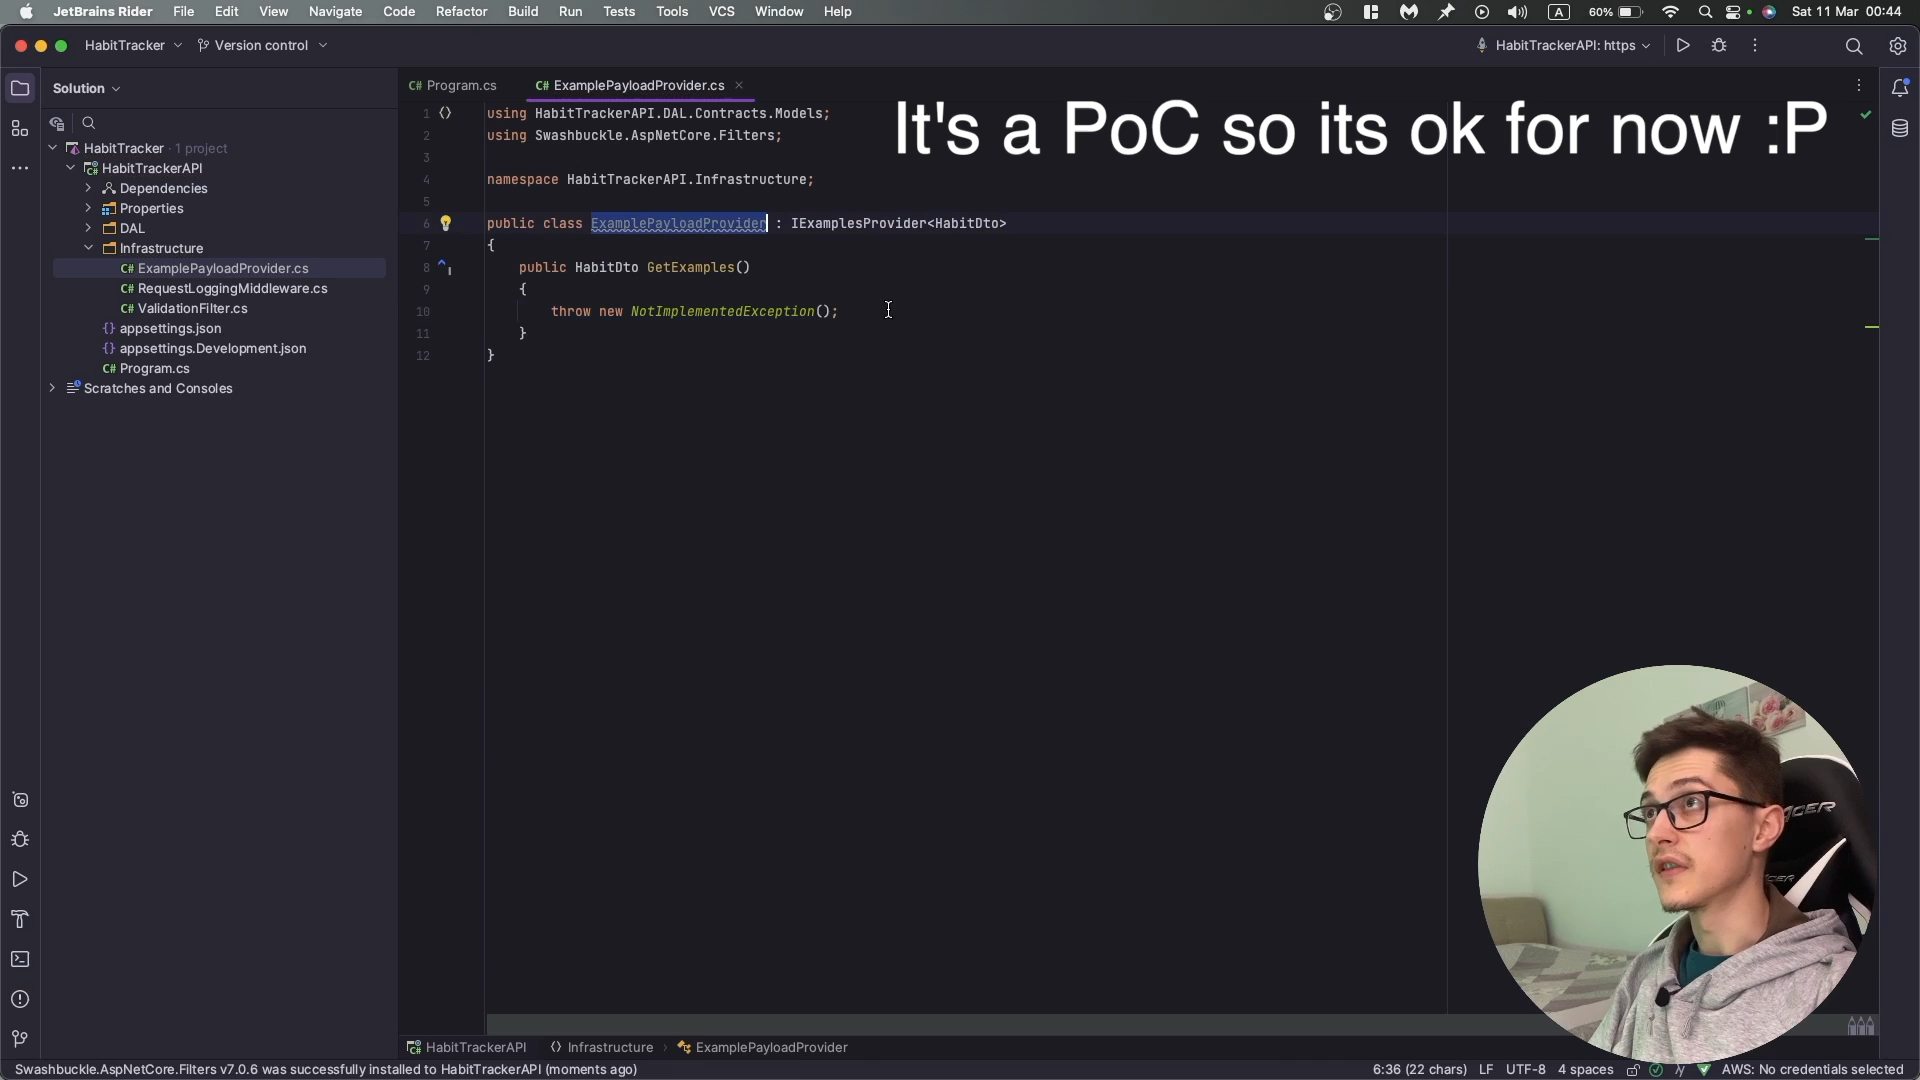 JetBrains Rider File Edit View Navigate Code Refactor Build Run Tests Tools VCS Window Help A 60% Sat 11 Mar 00:44
HabitTracker Version control HabitTrackerAPI: https
Solution
HabitTracker · 1 project
HabitTrackerAPI
Dependencies
Properties
DAL
Infrastructure
C# ExamplePayloadProvider.cs
C# RequestLoggingMiddleware.cs
C# ValidationFilter.cs
{} appsettings.json
{} appsettings.Development.json
C# Program.cs
Scratches and Consoles
C# Program.cs C# ExamplePayloadProvider.cs
It's a PoC so its ok for now :P
1 using HabitTrackerAPI.DAL.Contracts.Models;
2 using Swashbuckle.AspNetCore.Filters;
3
4 namespace HabitTrackerAPI.Infrastructure;
5
6 public class ExamplePayloadProvider : IExamplesProvider<HabitDto>
7 {
8 public HabitDto GetExamples()
9 {
10 throw new NotImplementedException();
11 }
12 }
ACER
HabitTrackerAPI Infrastructure ExamplePayloadProvider
Swashbuckle.AspNetCore.Filters v7.0.6 was successfully installed to HabitTrackerAPI (moments ago) 6:36 (22 chars) LF UTF-8 4 spaces AWS: No credentials selected